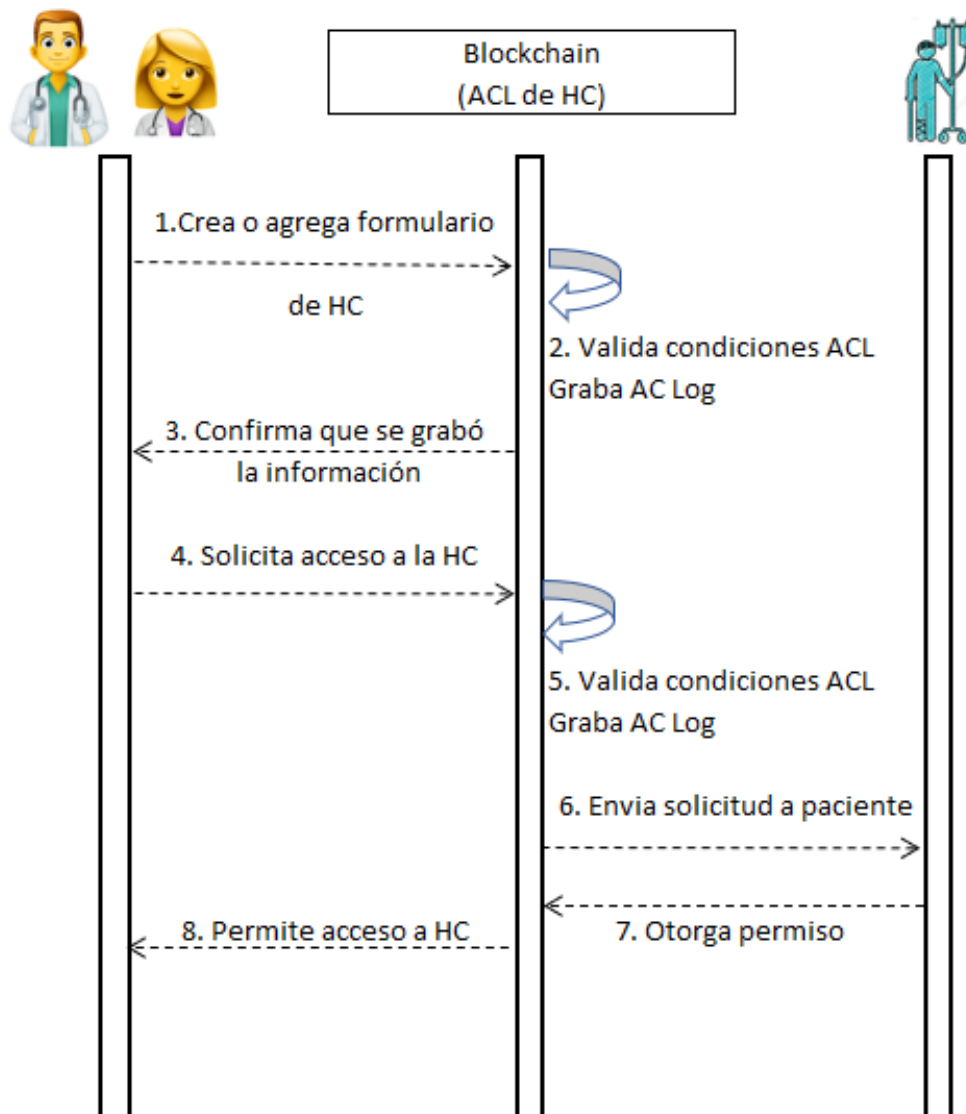 Blockchain
(ACL de HC)
1.Crea o agrega formulario
de HC
2. Valida condiciones ACL
Graba AC Log
3. Confirma que se grabó
la información
4. Solicita acceso a la HC
5. Valida condiciones ACL
Graba AC Log
6. Envia solicitud a paciente
7. Otorga permiso
8. Permite acceso a HC